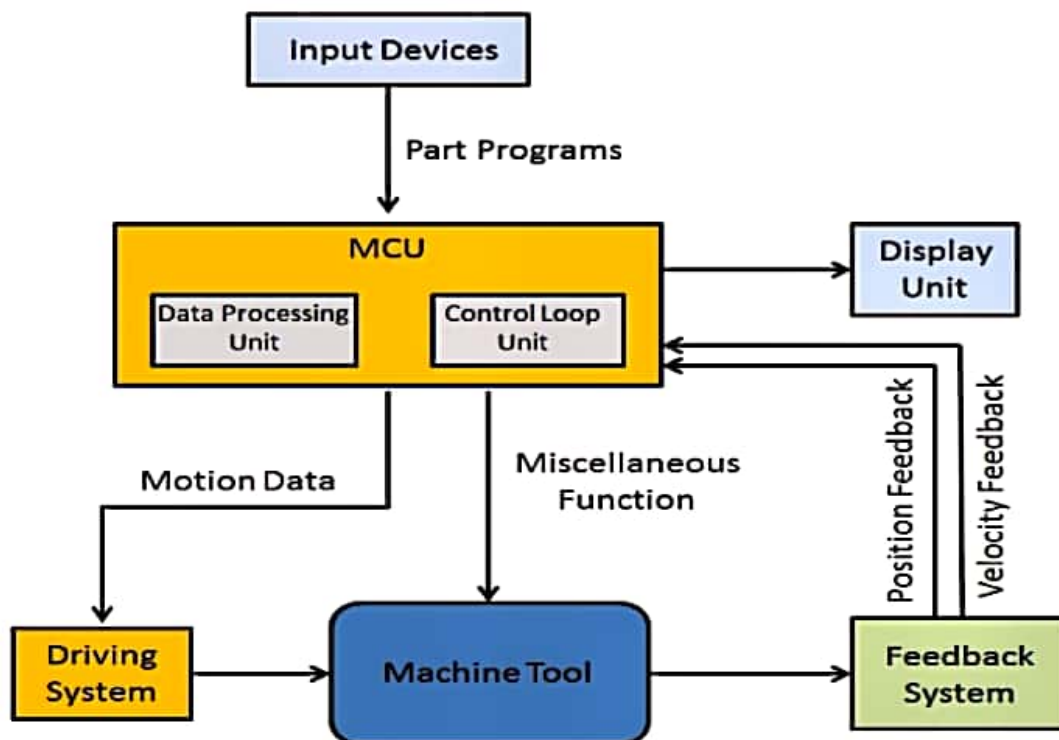 Input Devices
Part Programs
MCU
Data Processing
Unit
Control Loop
Unit
Display
Unit
Motion Data
Miscellaneous
Function
Position Feedback
Velocity Feedback
Driving
System
Machine Tool
Feedback
System